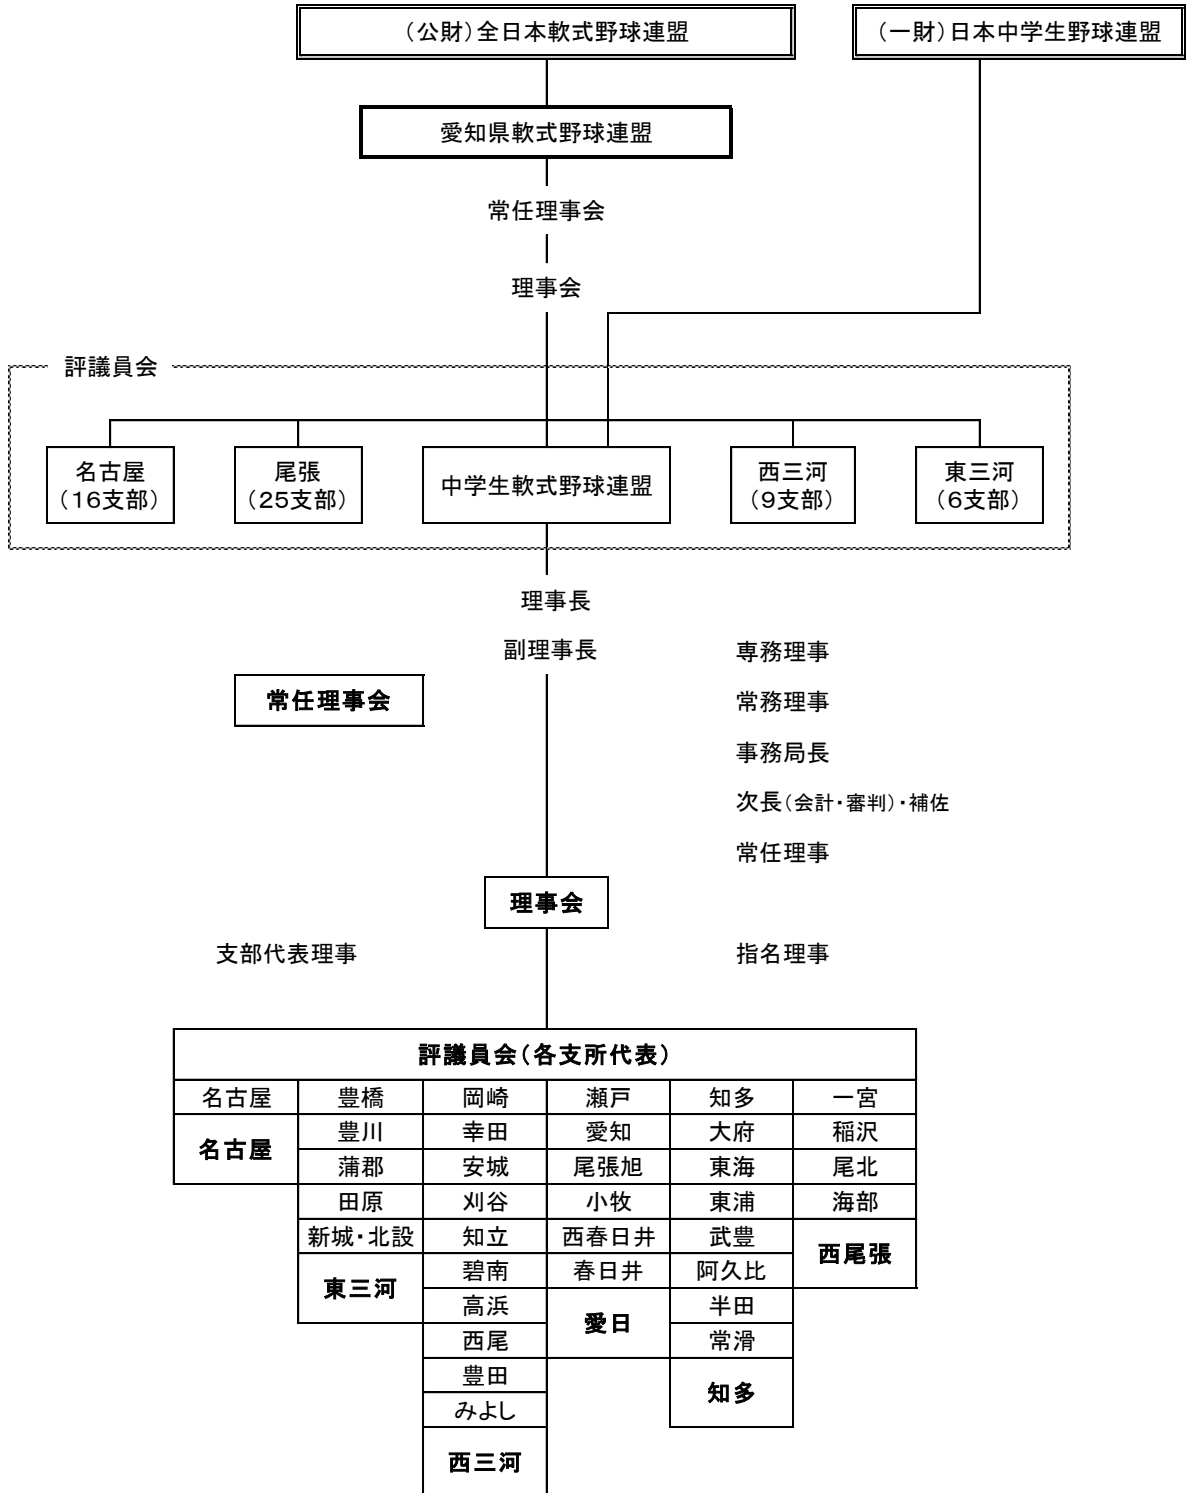 （公財）全日本軟式野球連盟
（一財）日本中学生野球連盟
愛知県軟式野球連盟
常任理事会
理事会
評議員会
名古屋
（16支部）
尾張
（25支部）
中学生軟式野球連盟
西三河
（9支部）
東三河
（6支部）
理事長
副理事長
専務理事
常任理事会
常務理事
事務局長
次長（会計・審判）・補佐
常任理事
理事会
支部代表理事
指名理事
評議員会（各支所代表）
名古屋 豊橋 岡崎 瀬戸 知多 一宮
名古屋 豊川 幸田 愛知 大府 稲沢
蒲郡 安城 尾張旭 東海 尾北
田原 刈谷 小牧 東浦 海部
新城・北設 知立 西春日井 武豊 西尾張
東三河 碧南 春日井 阿久比
高浜 愛日 半田
西尾 常滑
豊田 知多
みよし
西三河